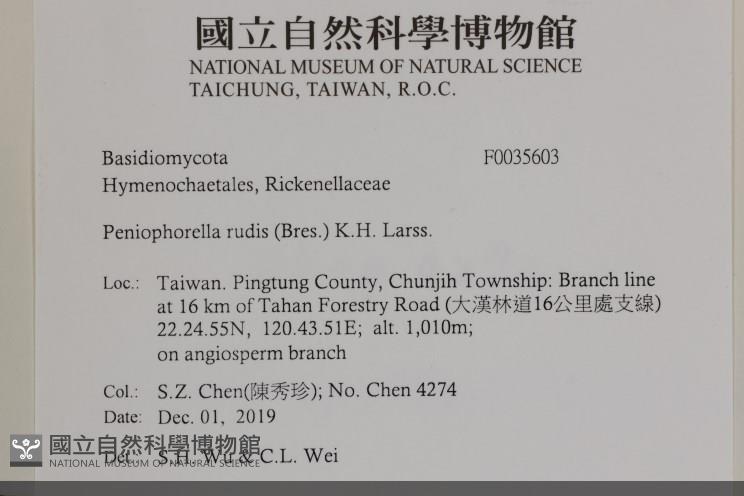 國立自然科學博物館
NATIONAL MUSEUM OF NATURAL SCIENCE
TAICHUNG, TAIWAN, R.O.C.
Basidiomycota F0035603
Hymenochaetales, Rickenellaceae
Peniophorella rudis (Bres.) K.H. Larss.
Loc.: Taiwan. Pingtung County, Chunjih Township: Branch line
at 16 km of Tahan Forestry Road (大漢林道16公里處支線)
22.24.55N, 120.43.51E; alt. 1,010m;
on angiosperm branch
Col.: S.Z. Chen(陳秀珍); No. Chen 4274
Date: Dec. 01, 2019
國立自然科學博物館
NATIONAL MUSEUM OF NATURAL SCIENCE
Det.: S.H. Wu & C.L. Wei